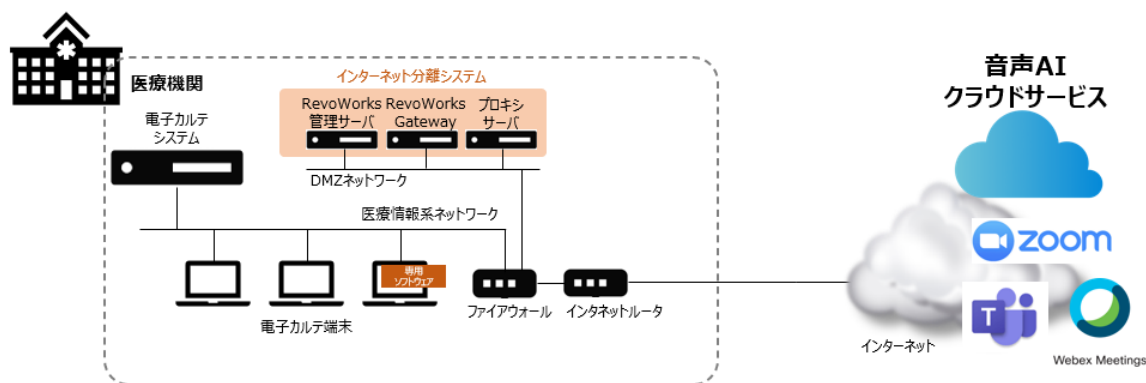 医療機関
電子カルテ
システム
インターネット分離システム
RevoWorks
管理サーバ
RevoWorks
Gateway
プロキシ
サーバ
DMZネットワーク
医療情報系ネットワーク
専用
ソフトウェア
電子カルテ端末
ファイアウォール
インタネットルータ
音声AI
クラウドサービス
zoom
T
Webex Meetings
インターネット